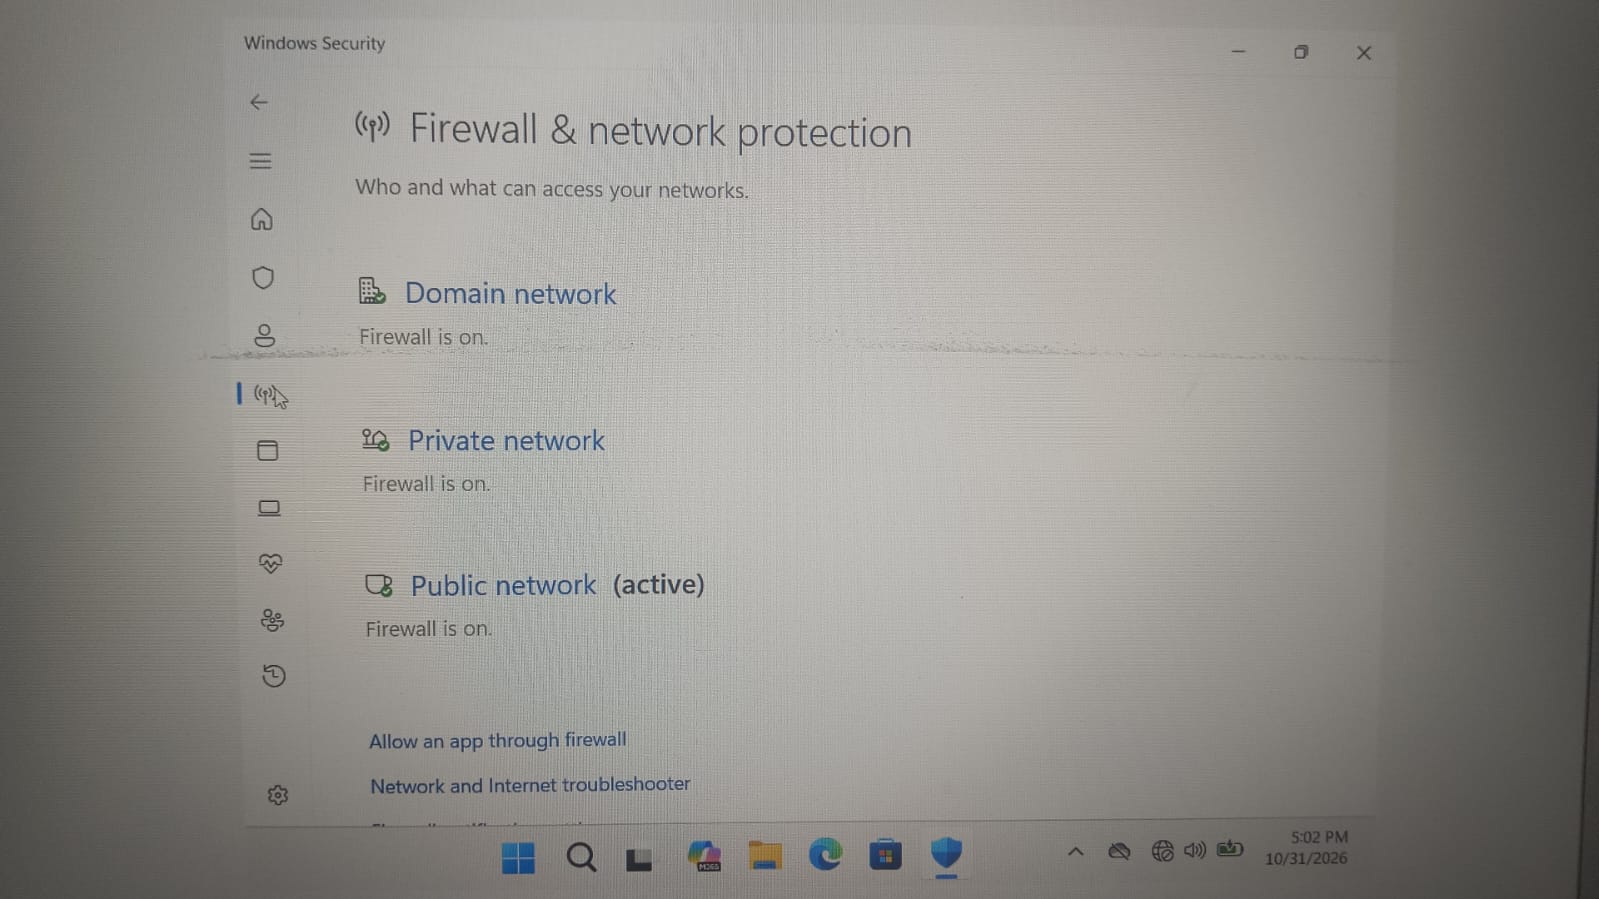 Windows Security
Firewall & network protection
Who and what can access your networks.
Domain network
Firewall is on.
Private network
Firewall is on.
Public network (active)
Firewall is on.
Allow an app through firewall
Network and Internet troubleshooter
M365
5:02 PM
10/31/2026